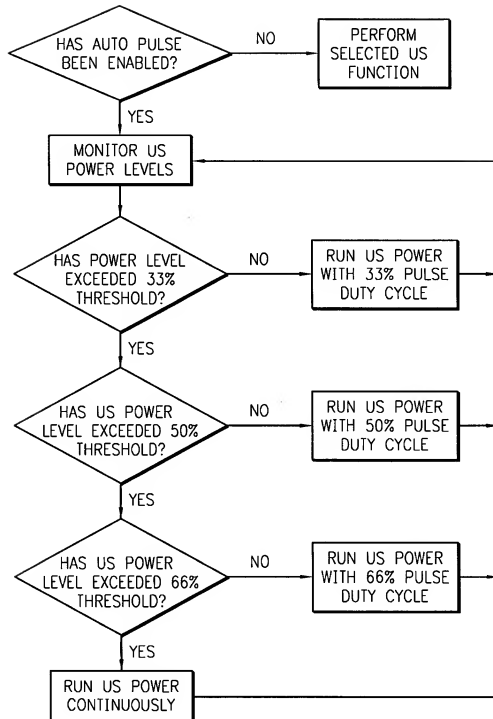 HAS AUTO PULSE
BEEN ENABLED?
NO
PERFORM
SELECTED US
FUNCTION
YES
MONITOR US
POWER LEVELS
HAS POWER LEVEL
EXCEEDED 33%
THRESHOLD?
NO
RUN US POWER
WITH 33% PULSE
DUTY CYCLE
YES
HAS US POWER
LEVEL EXCEEDED 50%
THRESHOLD?
NO
RUN US POWER
WITH 50% PULSE
DUTY CYCLE
YES
HAS US POWER
LEVEL EXCEEDED 66%
THRESHOLD?
NO
RUN US POWER
WITH 66% PULSE
DUTY CYCLE
YES
RUN US POWER
CONTINUOUSLY